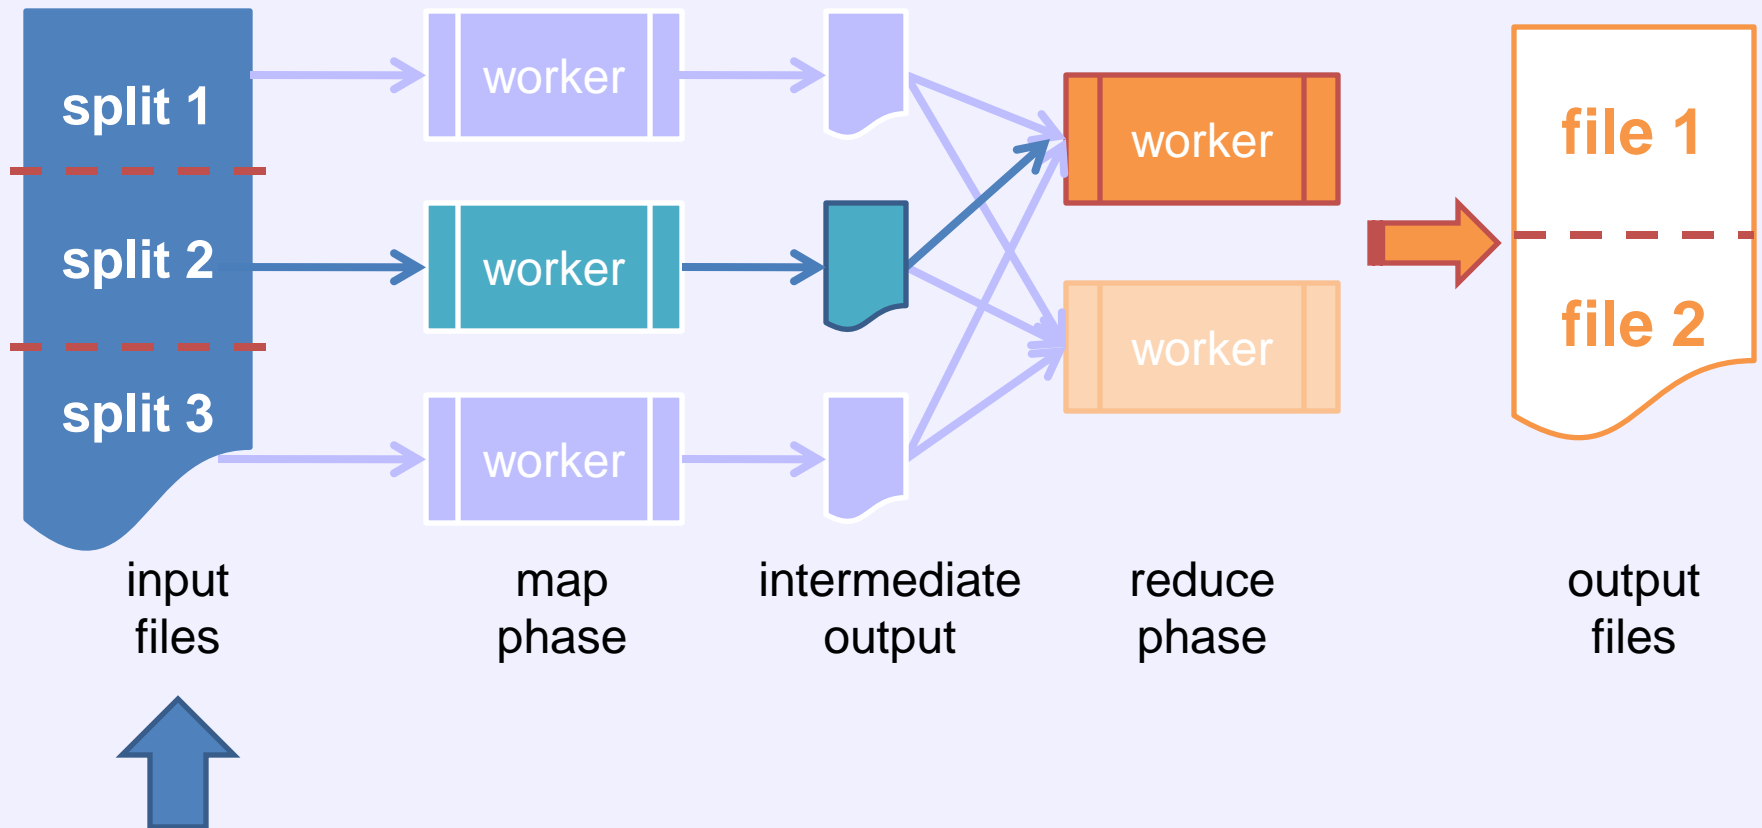 split 1
split 2
split 3
worker
worker
worker
worker
worker
file 1
file 2
input
files
map
phase
intermediate
output
reduce
phase
output
files